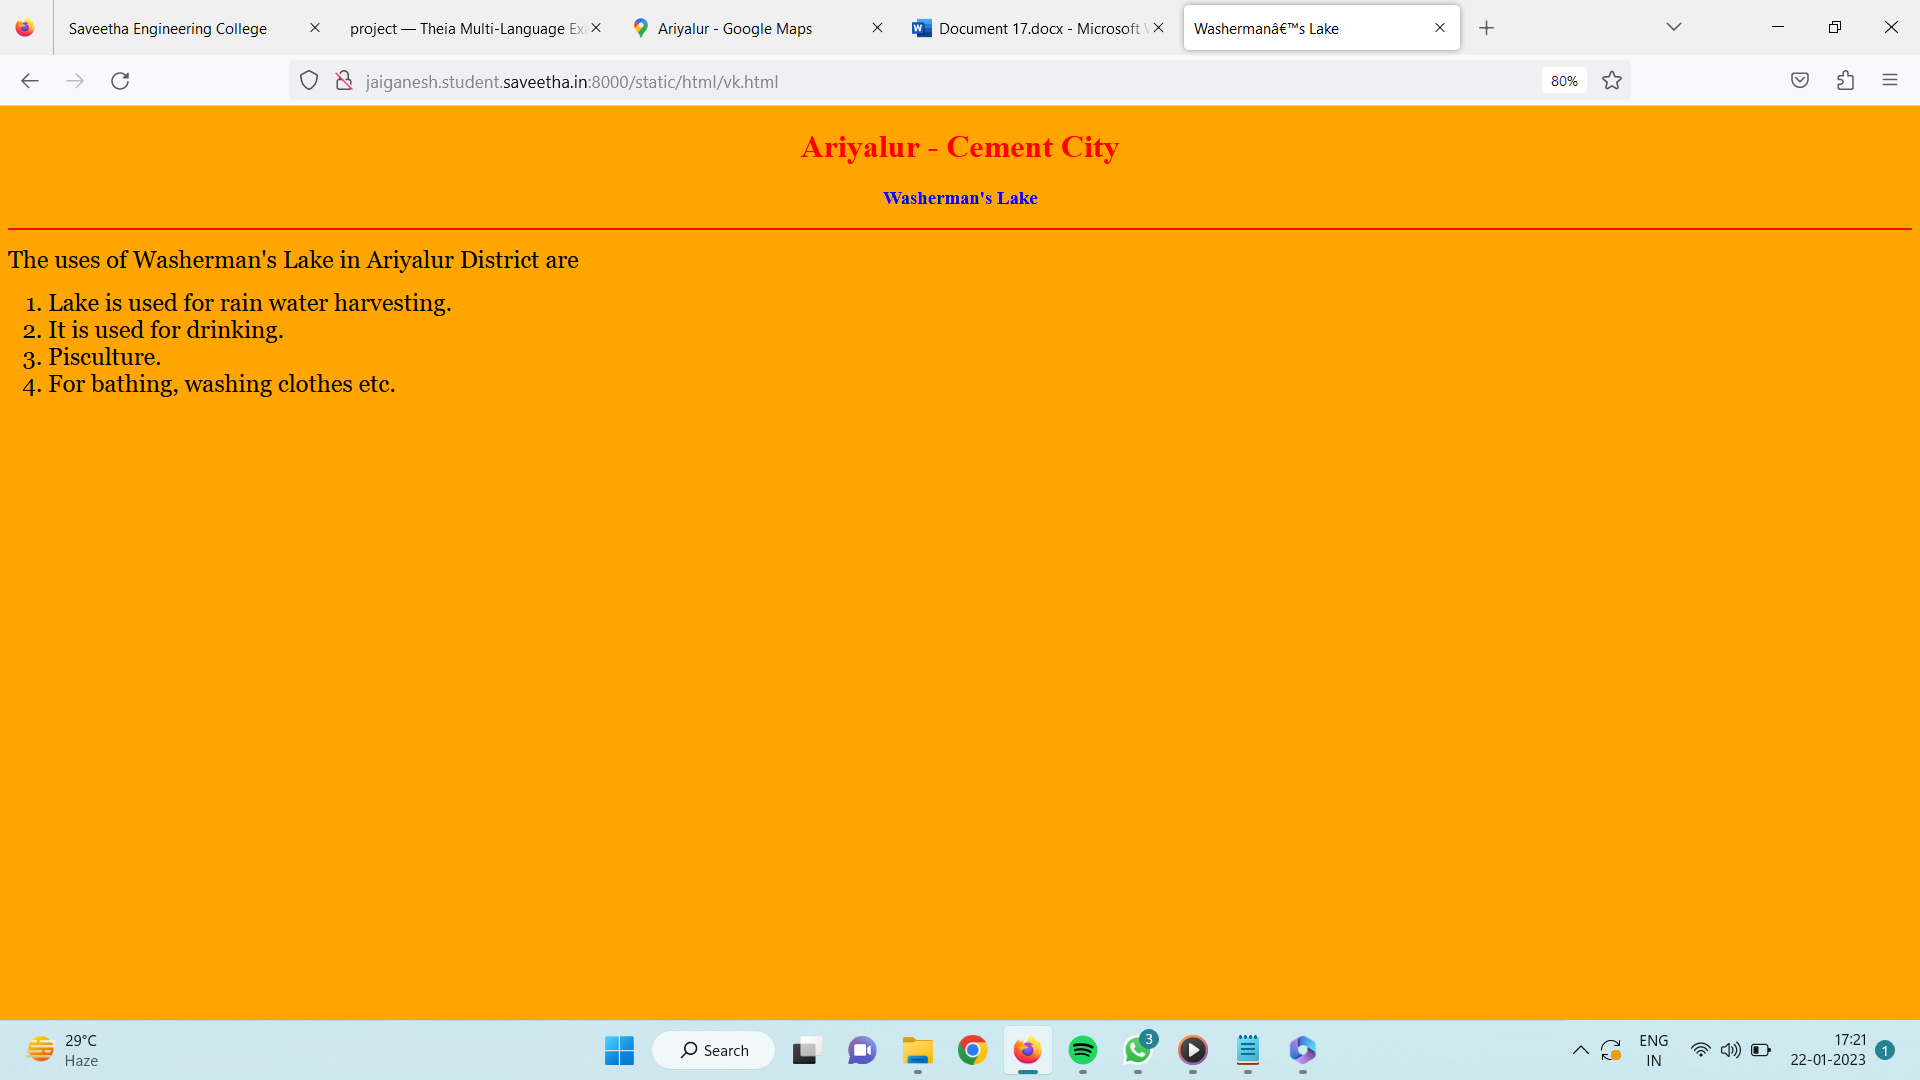 Saveetha Engineering College
project — Theia Multi-Language Ex
Ariyalur - Google Maps
Document 17.docx - Microsoft
Washermanâ€™s Lake
jaiganesh.student.saveetha.in:8000/static/html/vk.html
80%
Ariyalur - Cement City
Washerman's Lake
The uses of Washerman's Lake in Ariyalur District are
1. Lake is used for rain water harvesting.
2. It is used for drinking.
3. Pisculture.
4. For bathing, washing clothes etc.
29°C
Haze
Search
3
ENG
IN
17:21
22-01-2023
1